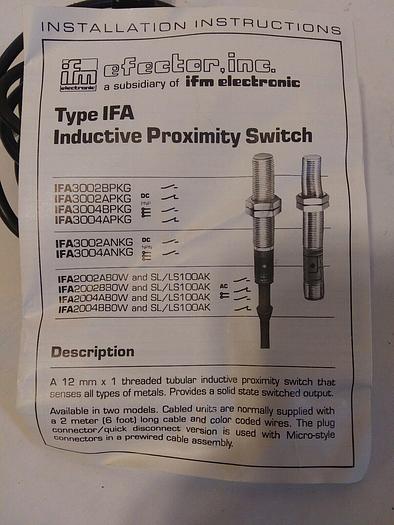 INSTALLATION INSTRUCTIONS
ifm electronic
efector, inc.
a subsidiary of ifm electronic
Type IFA
Inductive Proximity Switch
IFA3002BPKG
IFA3002APKG DC
IFA3004BPKG PNP
IFA3004APKG
IFA3002ANKG DC
IFA3004ANKG NPN
IFA2002ABOW and SL/LS100AK
IFA2002BBOW and SL/LS100AK AC
IFA2004ABOW and SL/LS100AK
IFA2004BBOW and SL/LS100AK
Description
A 12 mm x 1 threaded tubular inductive proximity switch that
senses all types of metals. Provides a solid state switched output.
Available in two models. Cabled units are normally supplied with
a 2 meter (6 foot) long cable and color coded wires. The plug
connector/quick disconnect version is used with Micro-style
connectors in a prewired cable assembly.